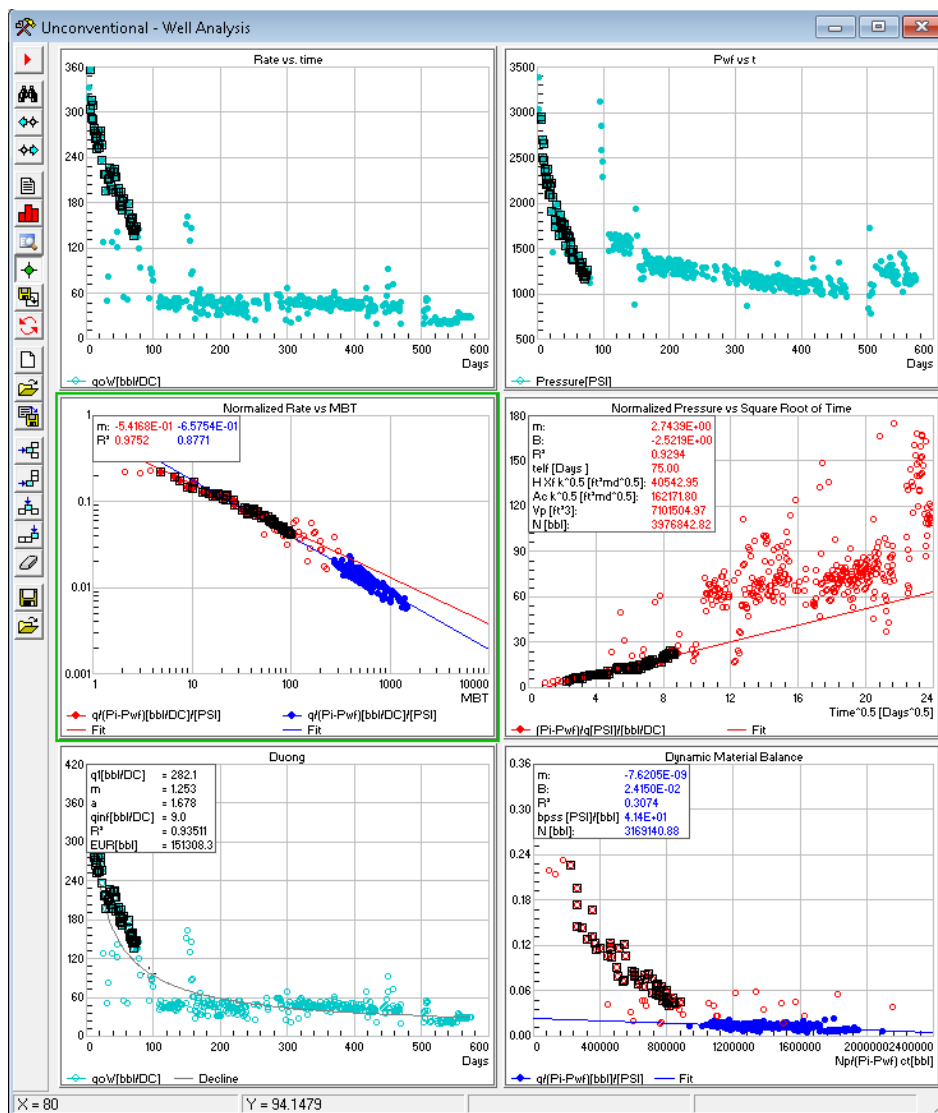 Unconventional - Well Analysis
Rate vs. time
360
300
240
180
120
60
0
0 100 200 300 400 500 600
Days
qoW[bbl/DC]
Pwf vs t
3500
3000
2500
2000
1500
1000
500
0 100 200 300 400 500 600
Days
Pressure[PSI]
Normalized Rate vs MBT
m: -5.4168E-01 -6.5754E-01
R² 0.9752 0.8771
1
0.1
0.01
0.001
1 10 100 1000 10000
MBT
q/(Pi-Pwf)[bbl/DC]/[PSI] q/(Pi-Pwf)[bbl/DC]/[PSI]
Fit Fit
Normalized Pressure vs Square Root of Time
m: 2.7439E+00
B: -2.5219E+00
R² 0.9294
telf [Days ] 75.00
H Xf k^0.5 [ft²md^0.5]: 40542.95
Ac k^0.5 [ft²md^0.5]: 162171.80
Vp [ft^3]: 7101504.97
N [bbl]: 3976842.82
180
150
120
90
60
30
0
4 8 12 16 20 24
Time^0.5 [Days^0.5]
(Pi-Pwf)/q[PSI]/[bbl/DC] Fit
Duong
q1[bbl/DC] = 282.1
m = 1.253
a = 1.678
qinf[bbl/DC] = 9.0
R² = 0.93511
EUR[bbl] = 151308.3
420
360
300
240
180
120
60
0
0 100 200 300 400 500 600
Days
qoW[bbl/DC] Decline
Dynamic Material Balance
m: -7.6205E-09
B: 2.4150E-02
R² 0.3074
bpss [PSI]/[bbl] 4.14E+01
N [bbl]: 3169140.88
0.36
0.30
0.24
0.18
0.12
0.06
0.00
0 400000 800000 1200000 1600000 2000000 2400000
Np/(Pi-Pwf) ct[bbl]
q/(Pi-Pwf)[bbl]/[PSI] Fit
X = 80 Y = 94.1479